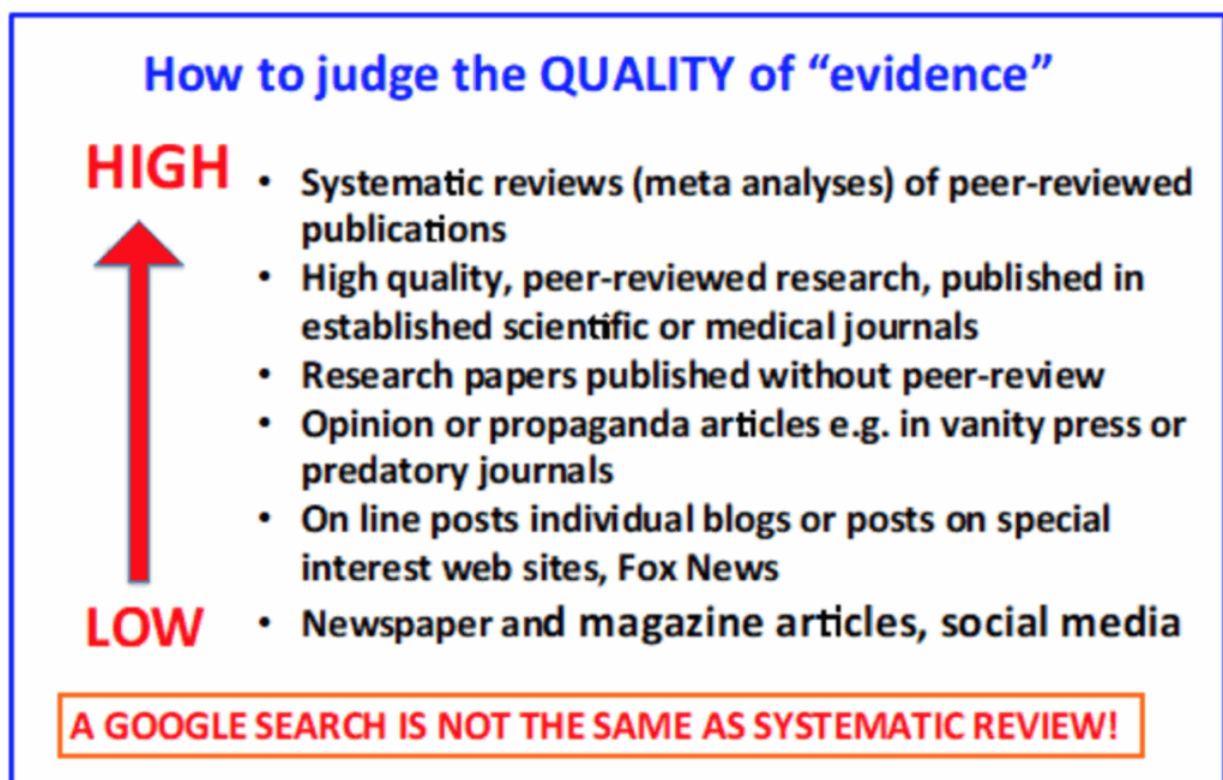 How to judge the QUALITY of “evidence”
HIGH
• Systematic reviews (meta analyses) of peer-reviewed
publications
• High quality, peer-reviewed research, published in
established scientific or medical journals
• Research papers published without peer-review
• Opinion or propaganda articles e.g. in vanity press or
predatory journals
• On line posts individual blogs or posts on special
interest web sites, Fox News
LOW
• Newspaper and magazine articles, social media
A GOOGLE SEARCH IS NOT THE SAME AS SYSTEMATIC REVIEW!